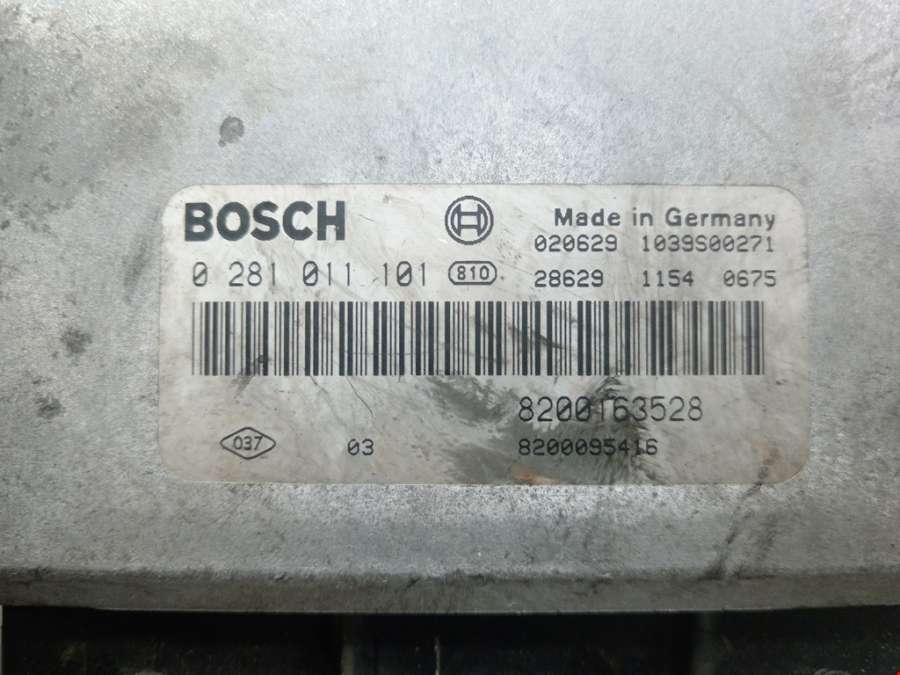 BOSCH Made in Germany
020629 1039S00271
0 281 011 101 810 28629 1154 0675
8200163528
037 03 8200095416